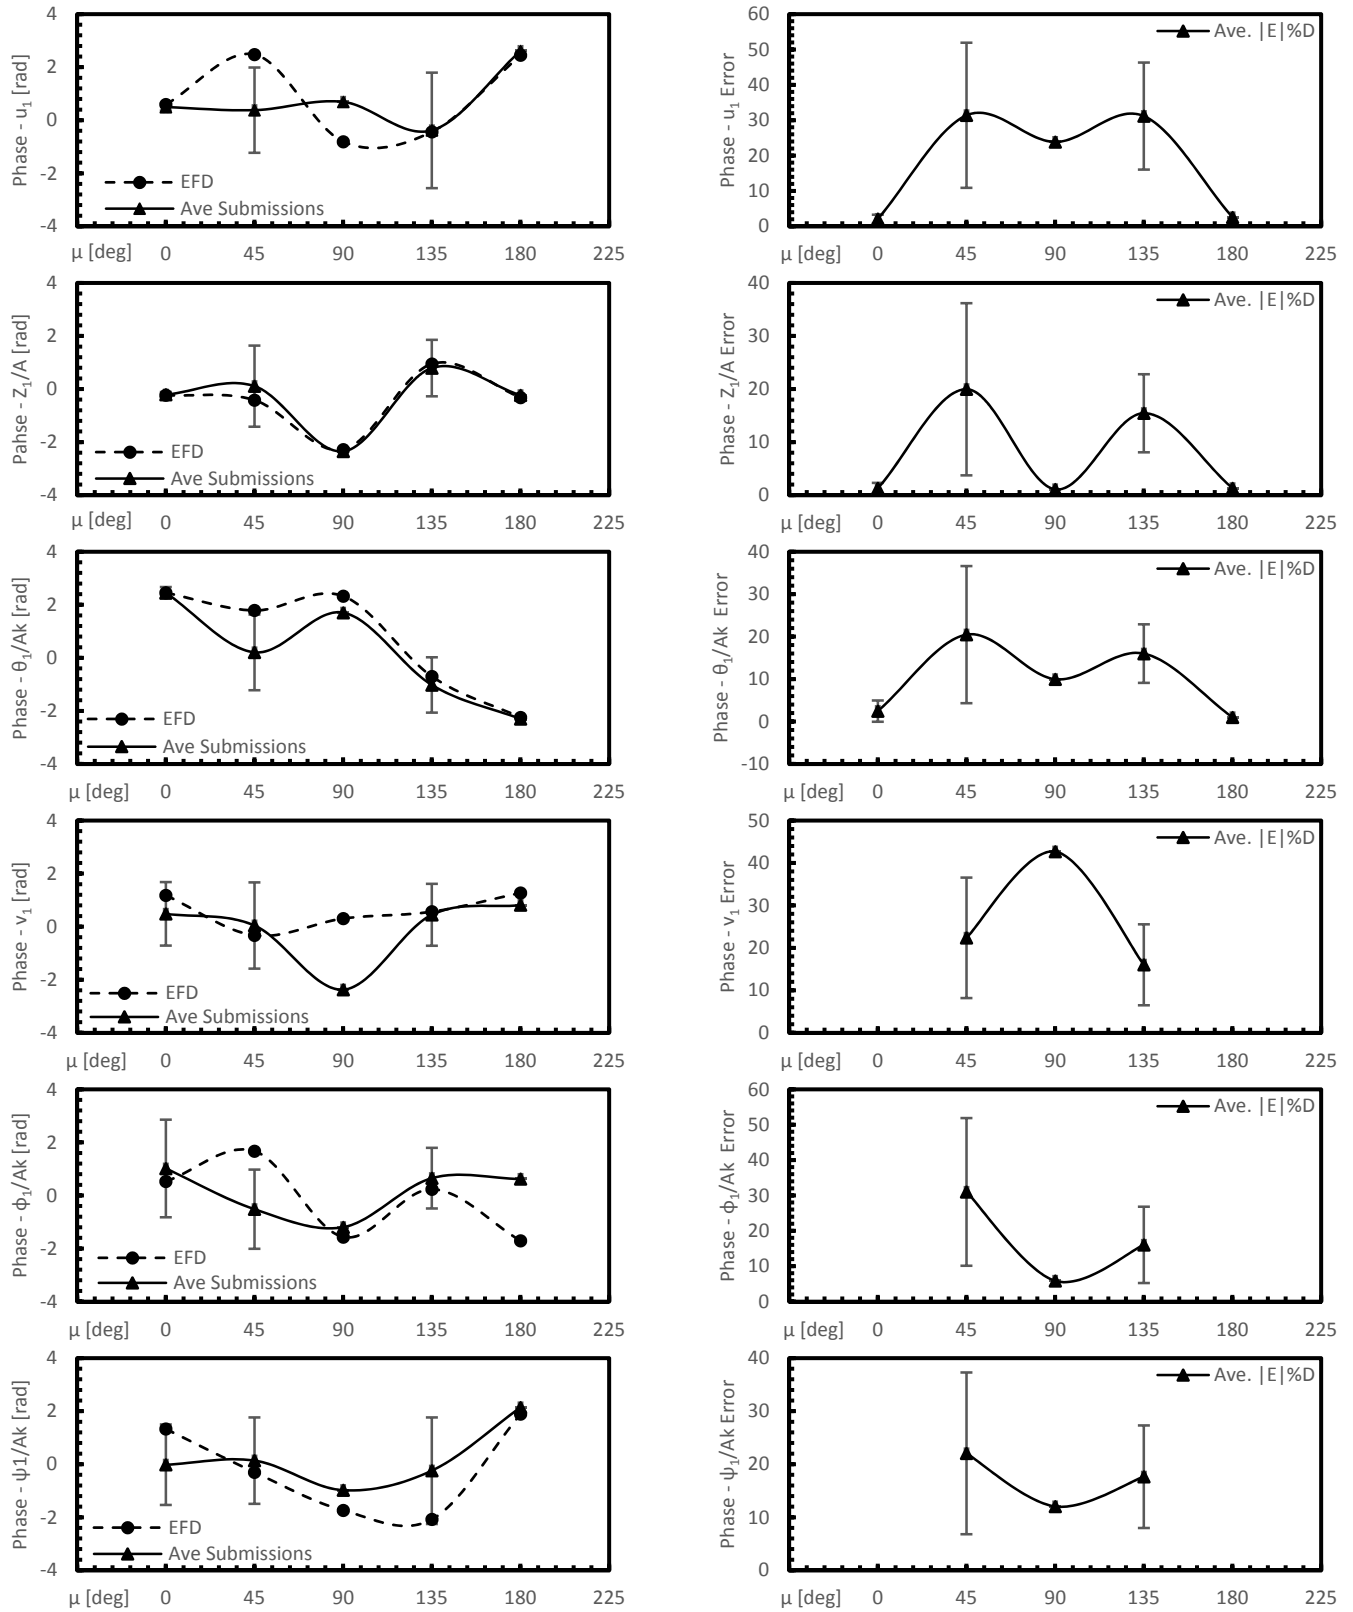 Phase - u₁ [rad]
4
2
0
-2
-4
EFD
Ave Submissions
μ [deg] 0 45 90 135 180 225
Phase - u₁ Error
60
50
40
30
20
10
0
Ave. |E|%D
μ [deg] 0 45 90 135 180 225
Pahse - Z₁/A [rad]
4
2
0
-2
-4
EFD
Ave Submissions
μ [deg] 0 45 90 135 180 225
Phase - Z₁/A Error
40
30
20
10
0
Ave. |E|%D
μ [deg] 0 45 90 135 180 225
Phase - θ₁/Ak [rad]
4
2
0
-2
-4
EFD
Ave Submissions
μ [deg] 0 45 90 135 180 225
Phase - θ₁/Ak Error
40
30
20
10
0
-10
Ave. |E|%D
μ [deg] 0 45 90 135 180 225
Phase - v₁ [rad]
4
2
0
-2
-4
EFD
Ave Submissions
μ [deg] 0 45 90 135 180 225
Phase - v₁ Error
50
40
30
20
10
0
Ave. |E|%D
μ [deg] 0 45 90 135 180 225
Phase - φ₁/Ak [rad]
4
2
0
-2
-4
EFD
Ave Submissions
μ [deg] 0 45 90 135 180 225
Phase - φ₁/Ak Error
60
50
40
30
20
10
0
Ave. |E|%D
μ [deg] 0 45 90 135 180 225
Phase - ψ1/Ak [rad]
4
2
0
-2
-4
EFD
Ave Submissions
μ [deg] 0 45 90 135 180 225
Phase - ψ₁/Ak Error
40
30
20
10
0
Ave. |E|%D
μ [deg] 0 45 90 135 180 225